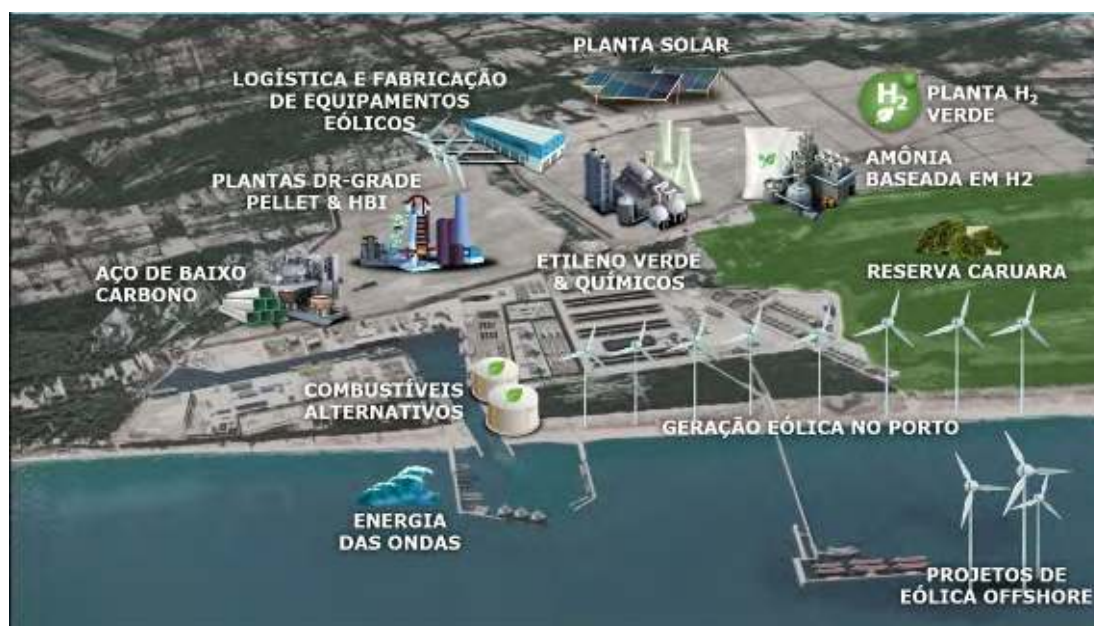 PLANTA SOLAR
LOGÍSTICA E FABRICAÇÃO
DE EQUIPAMENTOS
EÓLICOS
H₂
PLANTA H₂
VERDE
PLANTAS DR-GRADE
PELLET & HBI
AMÔNIA
BASEADA EM H2
AÇO DE BAIXO
CARBONO
ETILENO VERDE
& QUÍMICOS
RESERVA CARUARA
COMBUSTÍVEIS
ALTERNATIVOS
GERAÇÃO EÓLICA NO PORTO
ENERGIA
DAS ONDAS
PROJETOS DE
EÓLICA OFFSHORE